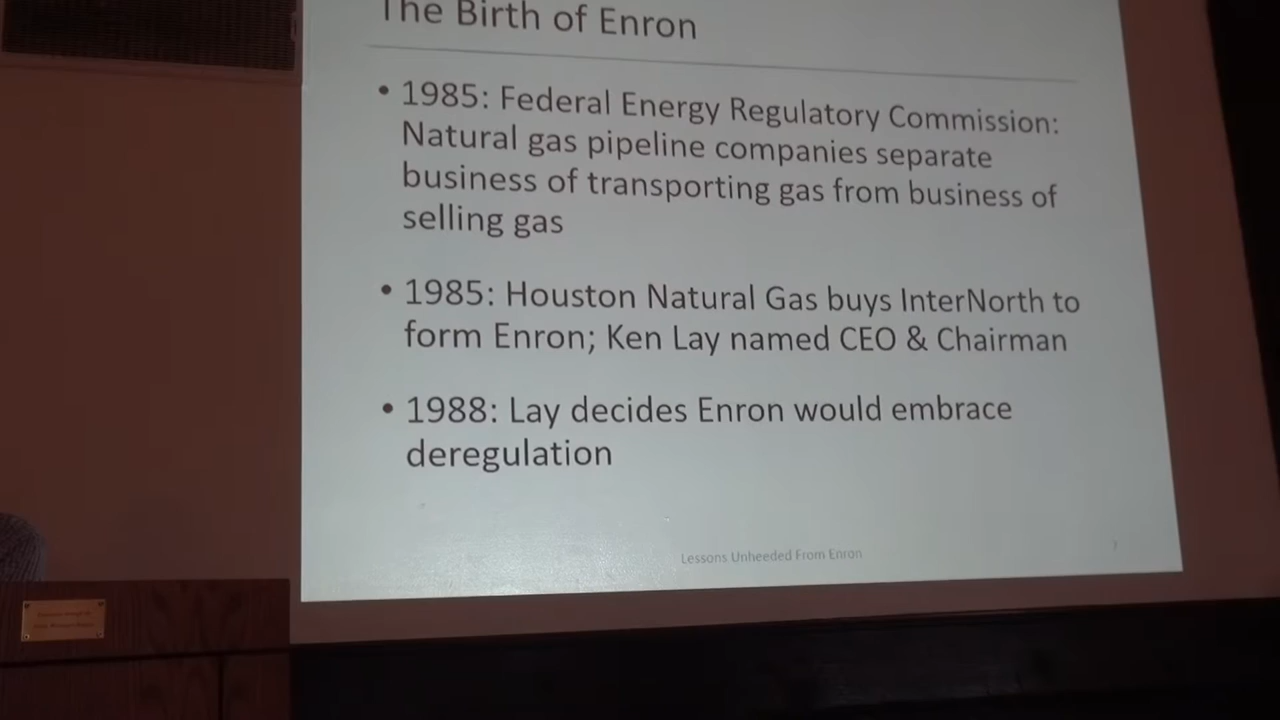 The Birth of Enron
• 1985: Federal Energy Regulatory Commission:
Natural gas pipeline companies separate
business of transporting gas from business of
selling gas
• 1985: Houston Natural Gas buys InterNorth to
form Enron; Ken Lay named CEO & Chairman
• 1988: Lay decides Enron would embrace
deregulation
Lessons Unheeded From Enron
7